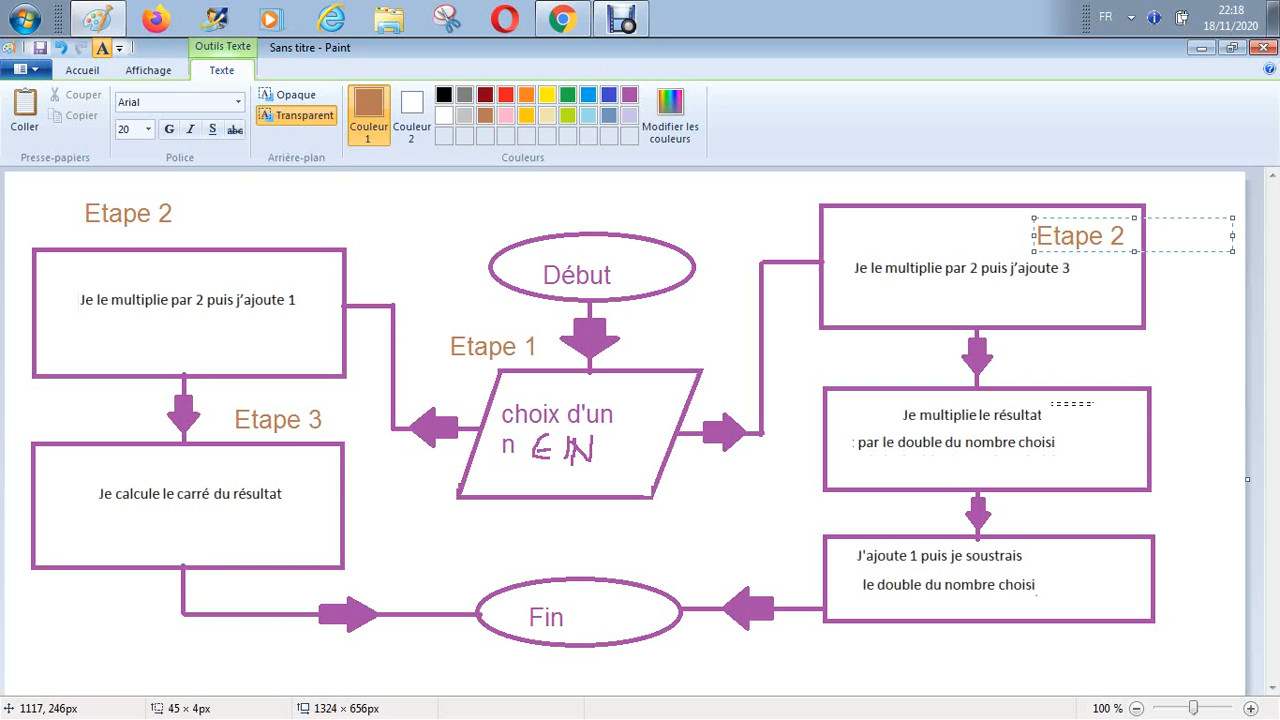 FR
22:18
18/11/2020
Outils Texte
Sans titre - Paint
Accueil
Affichage
Texte
Coller
Couper
Copier
Presse-papiers
Arial
20
G I S abc
Police
Opaque
Transparent
Arrière-plan
Couleur 1
Couleur 2
Modifier les couleurs
Couleurs
Etape 2
Je le multiplie par 2 puis j'ajoute 1
Etape 3
Je calcule le carré du résultat
Début
Etape 1
choix d'un
n ∈ ℕ
Fin
Etape 2
Je le multiplie par 2 puis j'ajoute 3
Je multiplie le résultat
: par le double du nombre choisi
J'ajoute 1 puis je soustrais
le double du nombre choisi
1117, 246px
45 × 4px
1324 × 656px
100 %